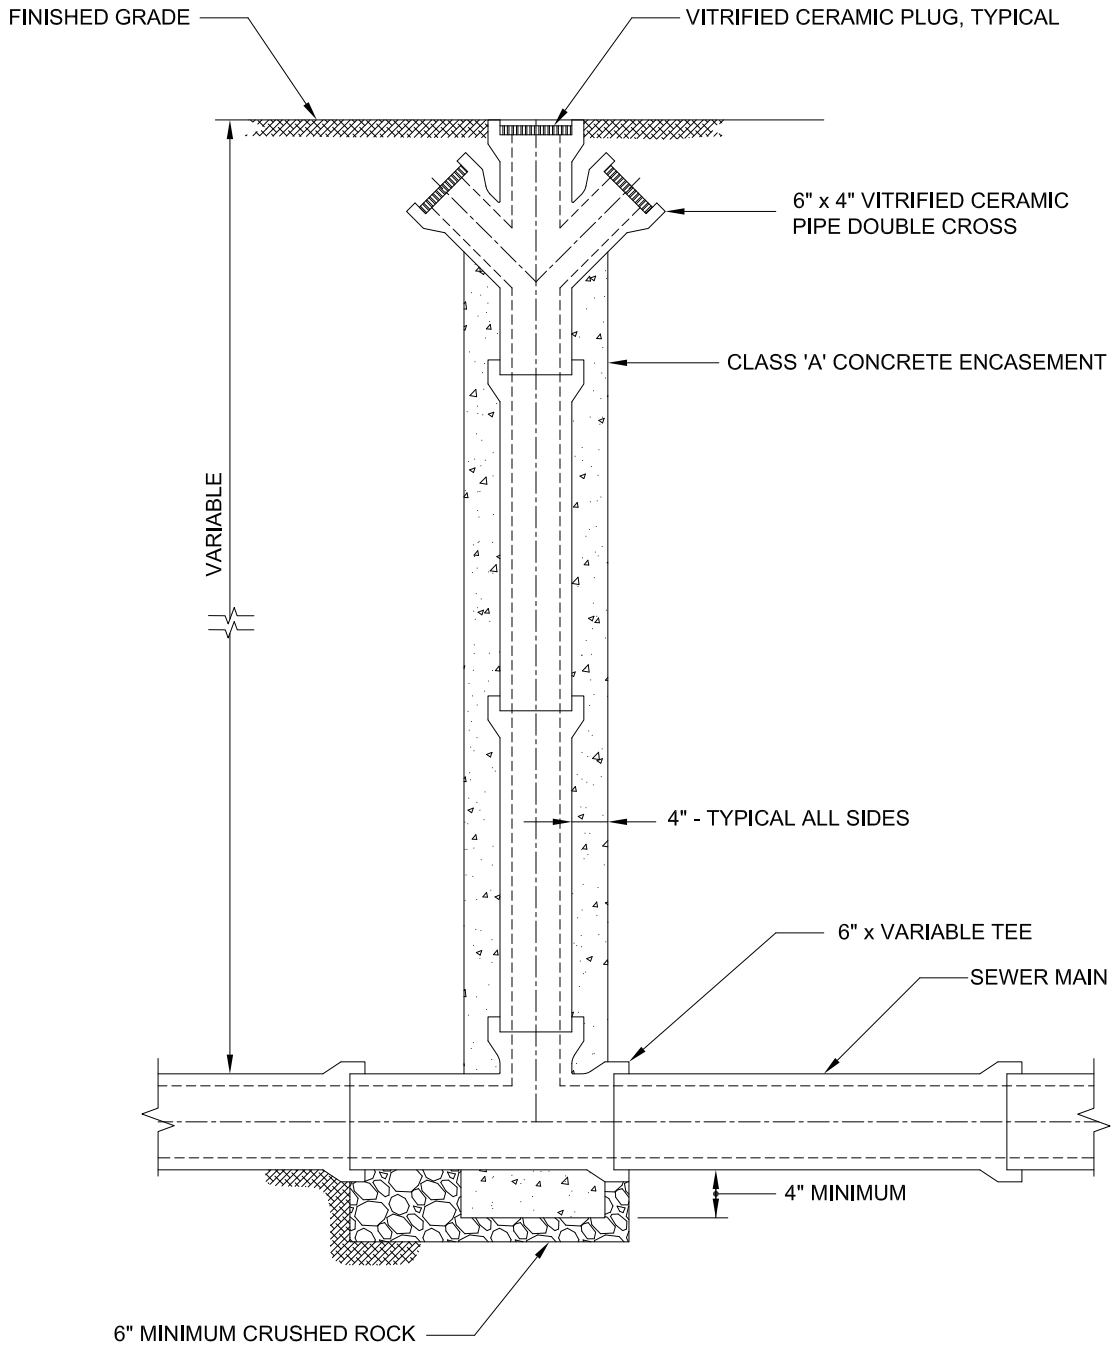 FINISHED GRADE
VITRIFIED CERAMIC PLUG, TYPICAL
6" x 4" VITRIFIED CERAMIC
PIPE DOUBLE CROSS
CLASS 'A' CONCRETE ENCASEMENT
VARIABLE
4" - TYPICAL ALL SIDES
6" x VARIABLE TEE
SEWER MAIN
4" MINIMUM
6" MINIMUM CRUSHED ROCK